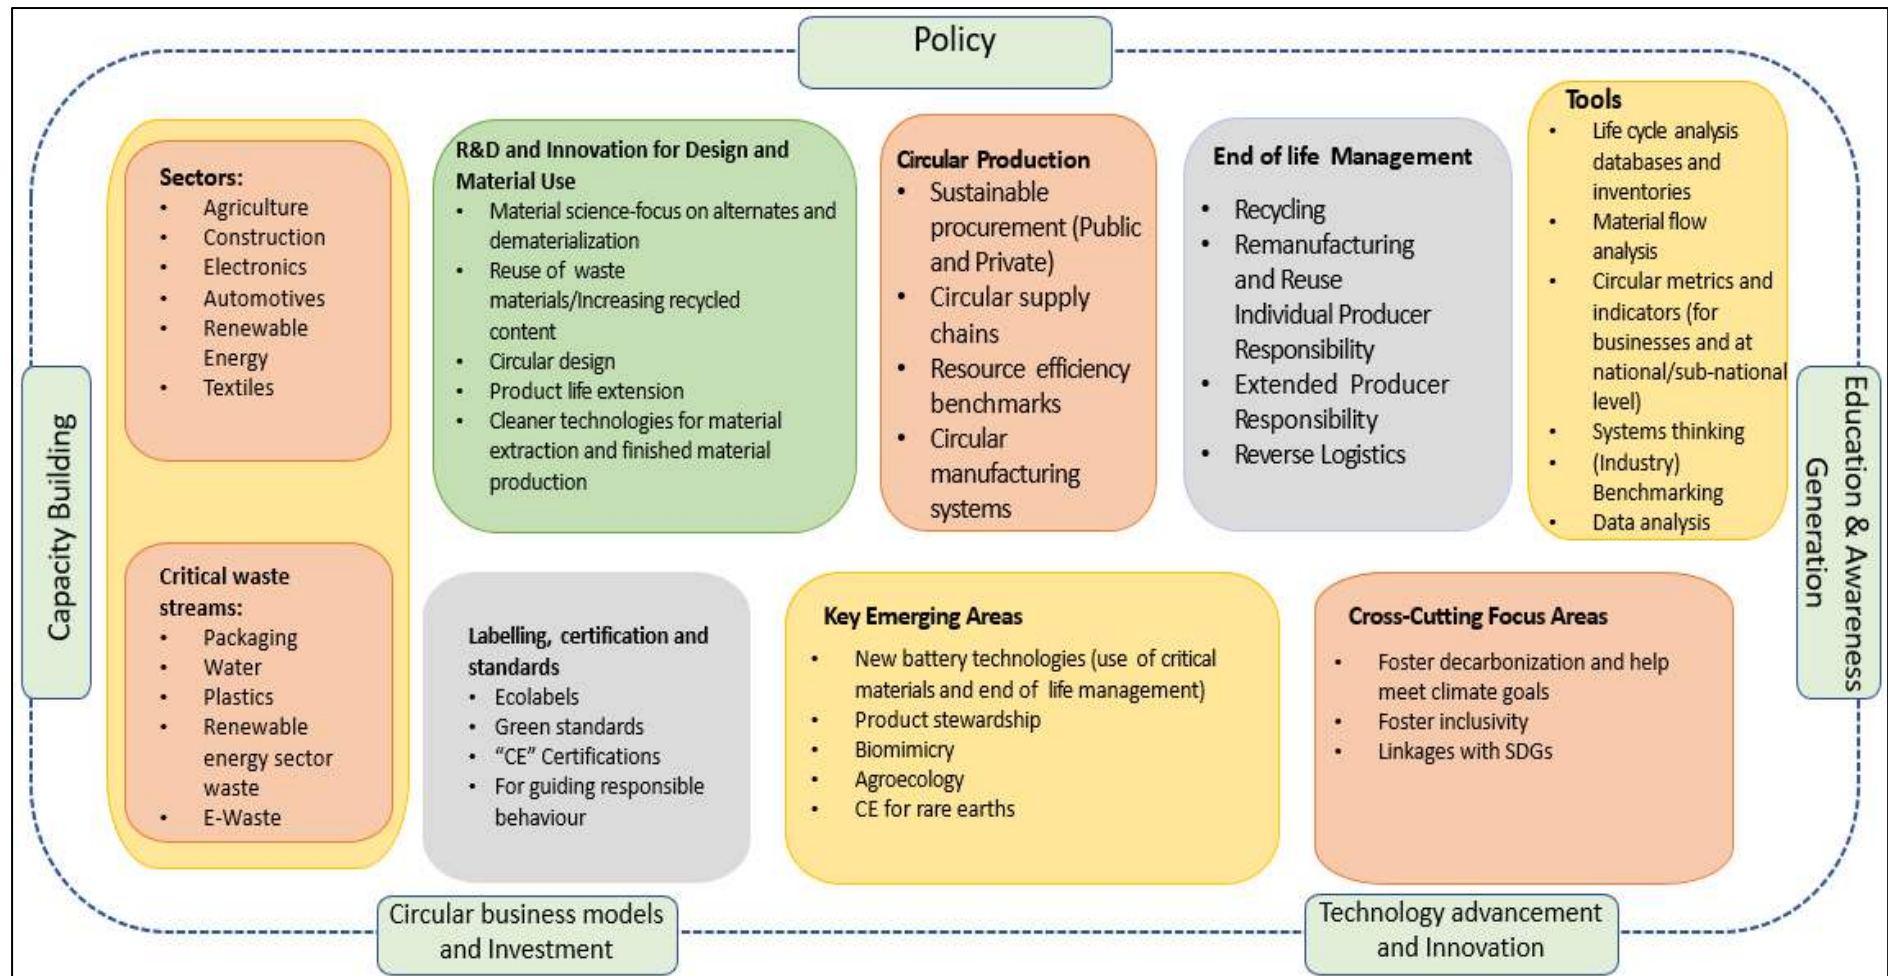 Policy
Sectors:
• Agriculture
• Construction
• Electronics
• Automotives
• Renewable
Energy
• Textiles
Critical waste
streams:
• Packaging
• Water
• Plastics
• Renewable
energy sector
waste
• E-Waste
R&D and Innovation for Design and
Material Use
• Material science-focus on alternates and
dematerialization
• Reuse of waste
materials/Increasing recycled
content
• Circular design
• Product life extension
• Cleaner technologies for material
extraction and finished material
production
Circular Production
• Sustainable
procurement (Public
and Private)
• Circular supply
chains
• Resource efficiency
benchmarks
• Circular
manufacturing
systems
End of life Management
• Recycling
• Remanufacturing
and Reuse
Individual Producer
Responsibility
• Extended Producer
Responsibility
• Reverse Logistics
Tools
• Life cycle analysis
databases and
inventories
• Material flow
analysis
• Circular metrics and
indicators (for
businesses and at
national/sub-national
level)
• Systems thinking
• (Industry)
Benchmarking
• Data analysis
Labelling, certification and
standards
• Ecolabels
• Green standards
• “CE” Certifications
• For guiding responsible
behaviour
Key Emerging Areas
• New battery technologies (use of critical
materials and end of life management)
• Product stewardship
• Biomimicry
• Agroecology
• CE for rare earths
Cross-Cutting Focus Areas
• Foster decarbonization and help
meet climate goals
• Foster inclusivity
• Linkages with SDGs
Capacity Building
Education & Awareness
Generation
Circular business models
and Investment
Technology advancement
and Innovation